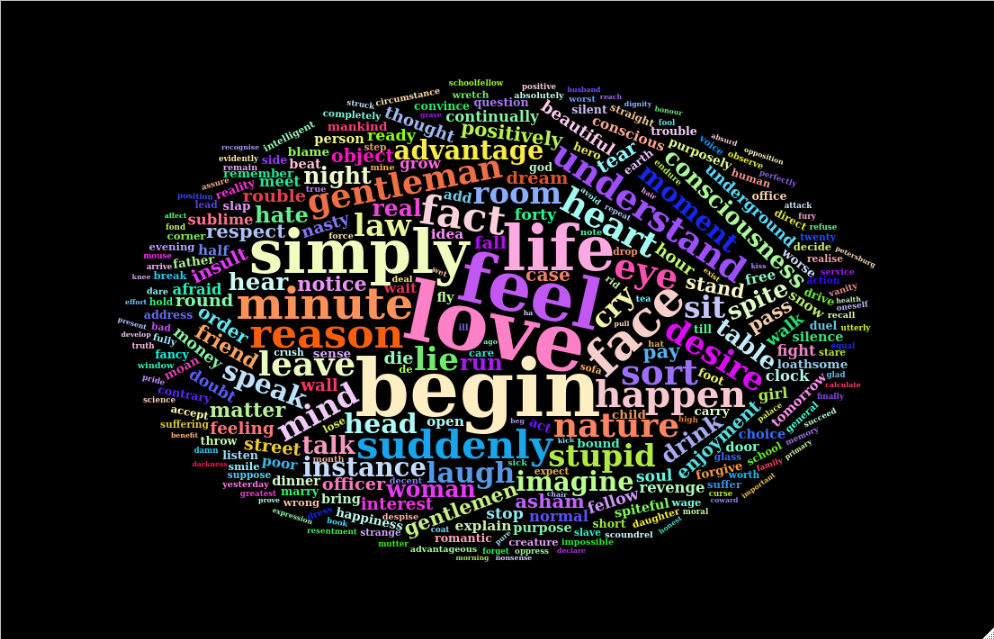 schoolfellow positive husband
struck circumstance wretch absolutely worst reach
completely convince question silent dignity honour
grave thought continually beautiful straight fool
intelligent mankind ready positively conscious trouble voice absurd
recognise person step hero purposely observe opposition
evidently blame object advantage tear earth
side beat mine grow god endure human perfectly
remain remember meet night gentleman dream moment consciousness underground office
assure reality true rouble real add room understand hair avoid attack
position lead slap hate fact forty heart repeat direct fury
affect sublime nasty law idea life note refuse
fond corner respect force simply fall hour worse twenty
evening half notice feel case drop decide petersburg
mouse father insult hear wait wet eye rid exist kiss realise
arrive knee break afraid deal fly stand free service
dare minute tea cry spite snow action vanity
effort hold round love ha face sit drive health oneself
address order reason ill pull till pass duel recall
present bad friend ago hat desire table walk silence utterly
develop fully money crush sense die lie run care pay fight stare equal
truth fancy moan leave de sofa foot loathsome
window doubt speak wall begin sort clock glad
pride contrary mind happen girl tomorrow calculate
science accept matter lose head open beg act child carry enjoyment palace finally
suffering feeling street talk suddenly nature high drink choice general succeed
benefit throw kick bound door memory
damn listen poor month instance laugh sick stupid school primary
darkness smile suppose dinner decent expect imagine soul forgive glass family worth
yesterday marry officer woman chair asham fellow revenge suffer important
greatest prove wrong bring interest gentlemen stop normal spiteful wage curse coward
expression dress happiness despise explain purpose short daughter moral
book coat slave honest
resentment strange romantic pure creature impossible scoundrel
mutter advantageous forget oppress declare
morning nonsense